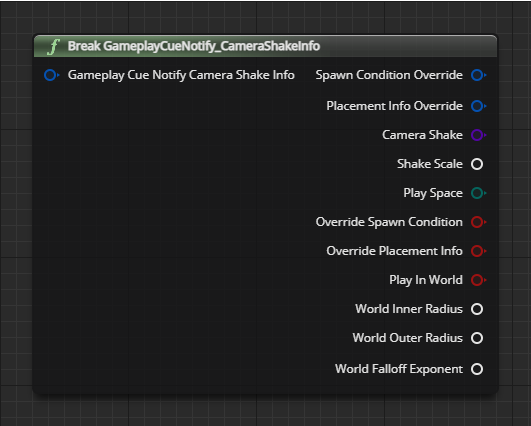 f Break GameplayCueNotify_CameraShakeInfo
Gameplay Cue Notify Camera Shake Info Spawn Condition Override
Placement Info Override
Camera Shake
Shake Scale
Play Space
Override Spawn Condition
Override Placement Info
Play In World
World Inner Radius
World Outer Radius
World Falloff Exponent